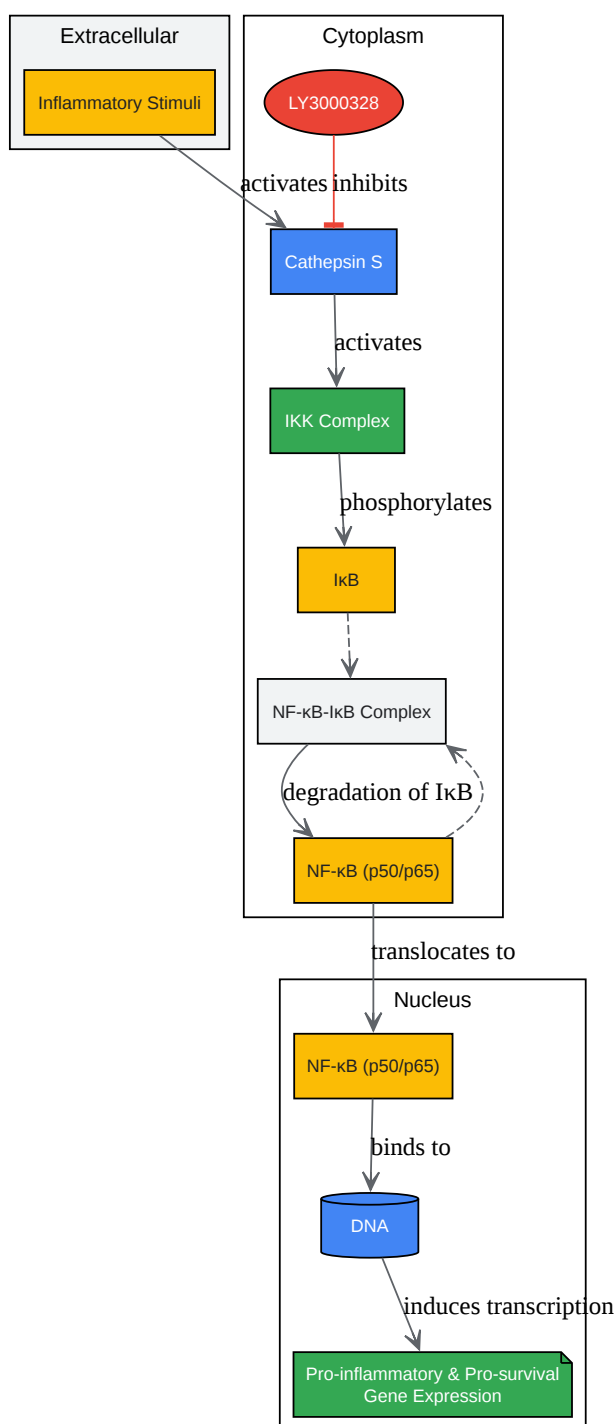 Extracellular
Cytoplasm
Inflammatory Stimuli
LY3000328
activates
inhibits
Cathepsin S
activates
IKK Complex
phosphorylates
IκB
NF-κB-IκB Complex
degradation of IκB
NF-κB (p50/p65)
translocates to
Nucleus
NF-κB (p50/p65)
binds to
DNA
induces transcription
Pro-inflammatory & Pro-survival
Gene Expression